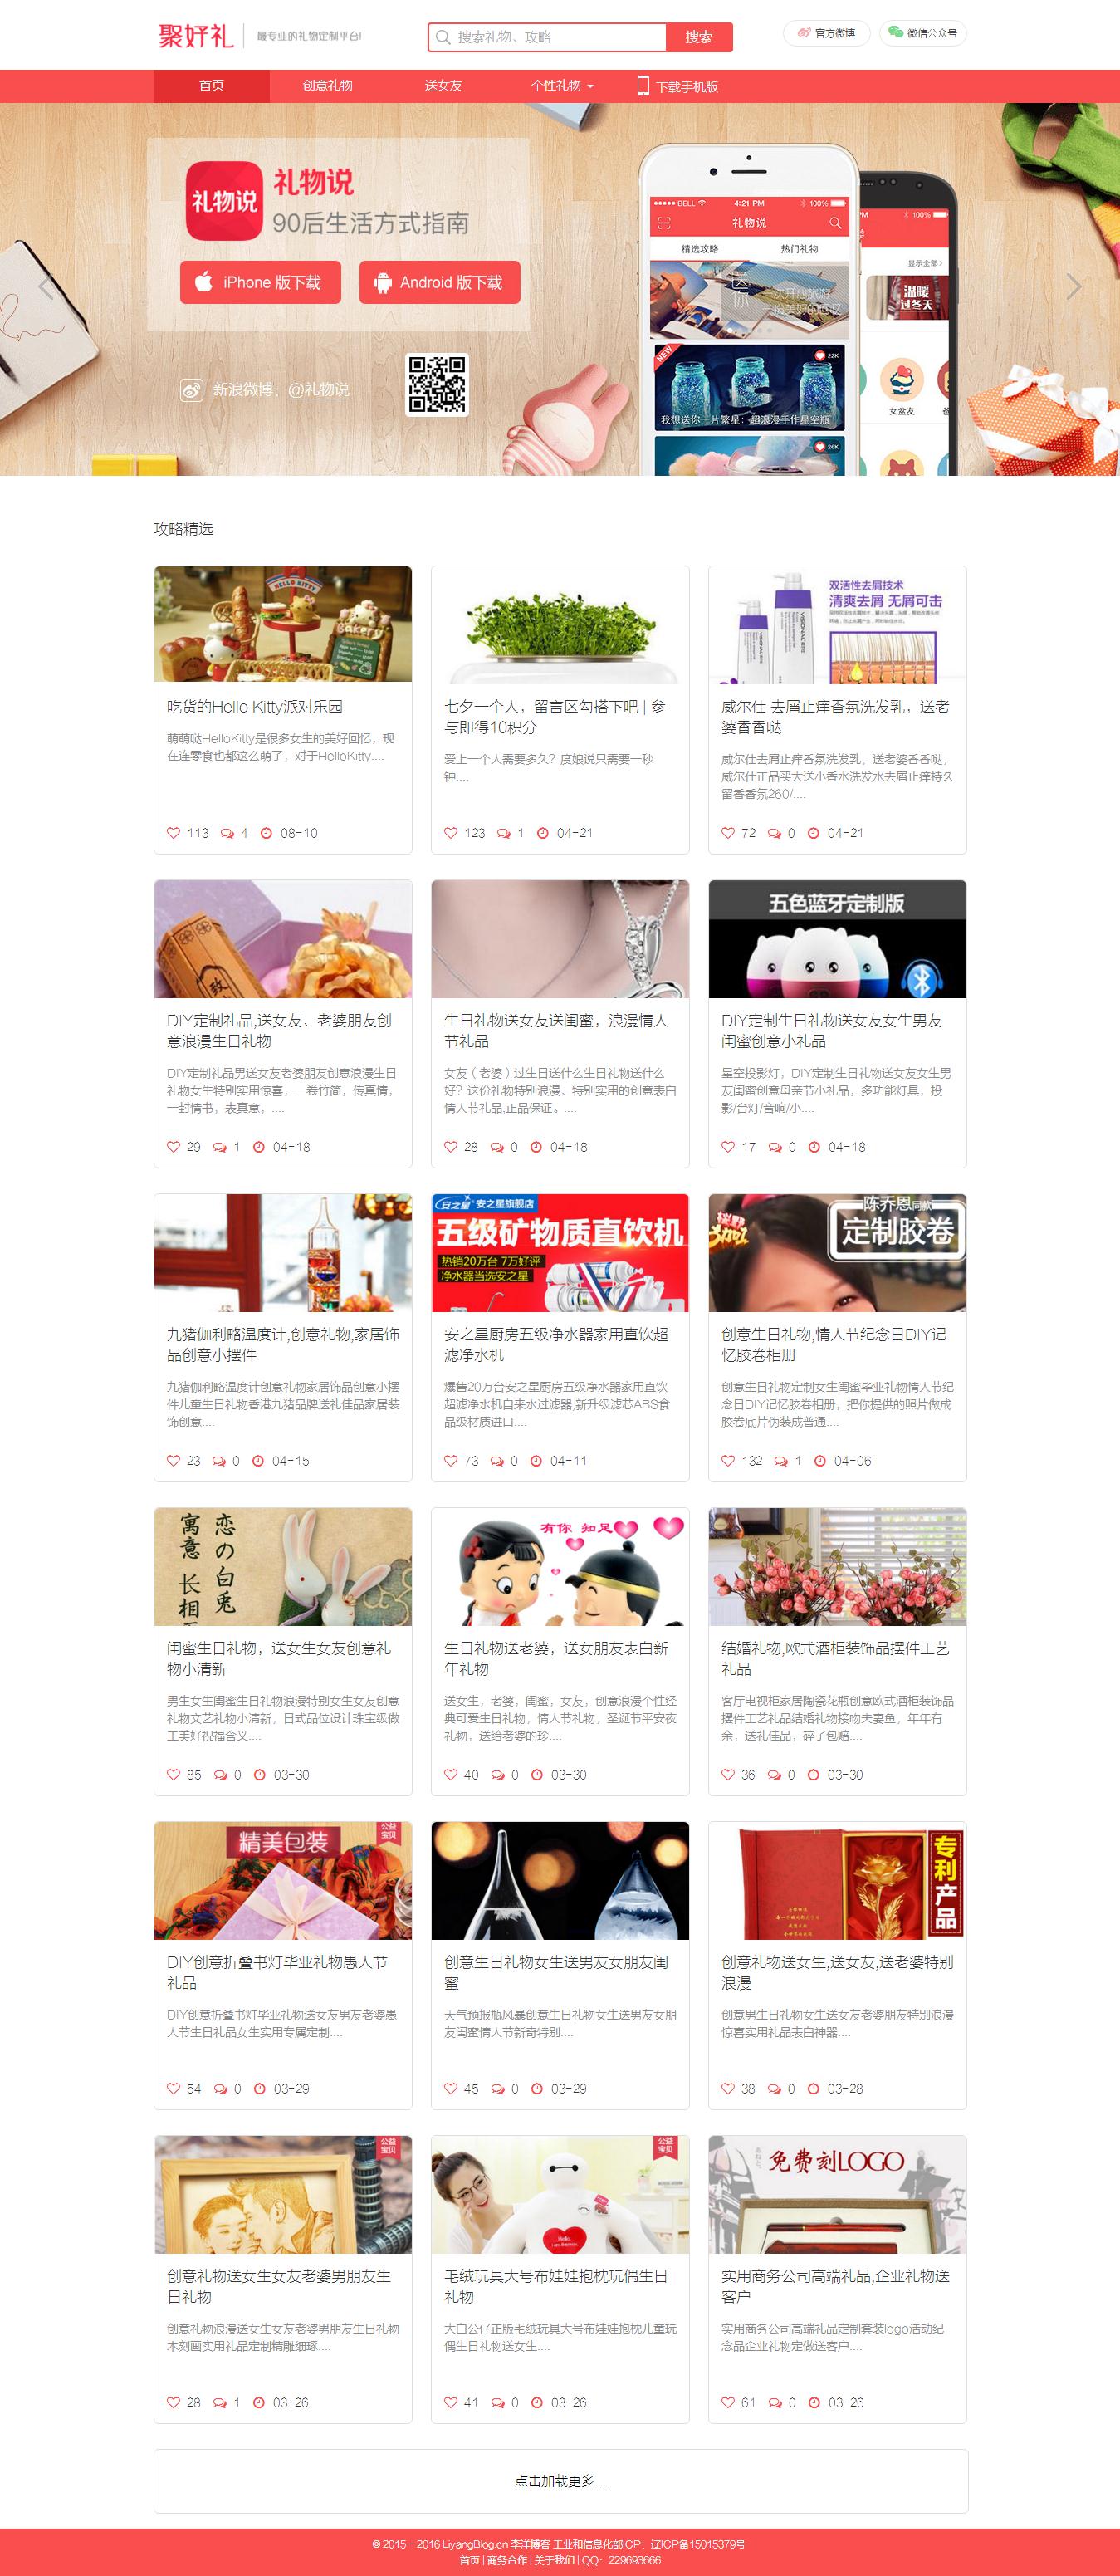 聚好礼
最专业的礼物定制平台!
搜索礼物、攻略
搜索
官方微博
微信公众号
首页
创意礼物
送女友
个性礼物
下载手机版
礼物说
礼物说
90后生活方式指南
iPhone 版下载
Android 版下载
新浪微博：@礼物说
BELL
4:21 PM
100%
礼物说
精选攻略
热门礼物
NEW
22K
我想送你一片繁星：超浪漫手作星空瓶
26K
PM
100%
显示全部>
温暖
过冬天
女盆友
攻略精选
HELLO KITTY
Bakery
吃货的Hello Kitty派对乐园
萌萌哒HelloKitty是很多女生的美好回忆，现
在连零食也都这么萌了，对于HelloKitty....
113 4 08-10
七夕一个人，留言区勾搭下吧 | 参
与即得10积分
爱上一个人需要多久？度娘说只需要一秒
钟....
123 1 04-21
双活性去屑技术
清爽去屑 无屑可击
威尔仕 去屑止痒香氛洗发乳，送老
婆香香哒
威尔仕去屑止痒香氛洗发乳，送老婆香香哒，
威尔仕正品买大送小香水洗发水去屑止痒持久
留香香氛260/....
72 0 04-21
DIY定制礼品,送女友、老婆朋友创
意浪漫生日礼物
DIY定制礼品男送女友老婆朋友创意浪漫生日
礼物女生特别实用惊喜，一卷竹简，传真情，
一封情书，表真意，....
29 1 04-18
生日礼物送女友送闺蜜，浪漫情人
节礼品
女友（老婆）过生日送什么生日礼物送什么
好？这份礼物特别浪漫、特别实用的创意表白
情人节礼品,正品保证。....
28 0 04-18
五色蓝牙定制版
DIY定制生日礼物送女友女生男友
闺蜜创意小礼品
星空投影灯，DIY定制生日礼物送女友女生男
友闺蜜创意母亲节小礼品，多功能灯具，投
影/台灯/音响/小....
17 0 04-18
九猪伽利略温度计,创意礼物,家居饰
品创意小摆件
九猪伽利略温度计创意礼物家居饰品创意小摆
件儿童生日礼物香港九猪品牌送礼佳品家居装
饰创意....
23 0 04-15
安之星 安之星旗舰店
五级矿物质直饮机
热销20万台 7万好评
净水器当选安之星
安之星厨房五级净水器家用直饮超
滤净水机
爆售20万台安之星厨房五级净水器家用直饮
超滤净水机自来水过滤器,新升级滤芯ABS食
品级材质进口....
73 0 04-11
陈乔恩同款
定制胶卷
创意生日礼物,情人节纪念日DIY记
忆胶卷相册
创意生日礼物定制女生闺蜜毕业礼物情人节纪
念日DIY记忆胶卷相册，把你提供的照片做成
胶卷底片伪装成普通....
132 1 04-06
恋の白兎
寓意 长相
闺蜜生日礼物，送女生女友创意礼
物小清新
男生女生闺蜜生日礼物浪漫特别女生女友创意
礼物文艺礼物小清新，日式品位设计珠宝级做
工美好祝福含义....
85 0 03-30
有你 知足
生日礼物送老婆，送女朋友表白新
年礼物
送女生，老婆，闺蜜，女友，创意浪漫个性经
典可爱生日礼物，情人节礼物，圣诞节平安夜
礼物，送给老婆的珍....
40 0 03-30
结婚礼物,欧式酒柜装饰品摆件工艺
礼品
客厅电视柜家居陶瓷花瓶创意欧式酒柜装饰品
摆件工艺礼品结婚礼物接吻夫妻鱼，年年有
余，送礼佳品，碎了包赔....
36 0 03-30
精美包装
公益
宝贝
DIY创意折叠书灯毕业礼物愚人节
礼品
DIY创意折叠书灯毕业礼物送女友男友老婆愚
人节生日礼品女生实用专属定制....
54 0 03-29
创意生日礼物女生送男友女朋友闺
蜜
天气预报瓶风暴创意生日礼物女生送男友女朋
友闺蜜情人节新奇特别....
45 0 03-29
专利产品
创意礼物送女生,送女友,送老婆特别
浪漫
创意男生日礼物女生送女友老婆朋友特别浪漫
惊喜实用礼品表白神器....
38 0 03-28
公益
宝贝
创意礼物送女生女友老婆男朋友生
日礼物
创意礼物浪漫送女生女友老婆男朋友生日礼物
木刻画实用礼品定制精雕细琢....
28 1 03-26
公益
宝贝
毛绒玩具大号布娃娃抱枕玩偶生日
礼物
大白公仔正版毛绒玩具大号布娃娃抱枕儿童玩
偶生日礼物送女生....
41 0 03-26
免费刻LOGO
实用商务公司高端礼品,企业礼物送
客户
实用商务公司高端礼品定制套装logo活动纪
念品企业礼物定做送客户....
61 0 03-26
点击加载更多...
© 2015 - 2016 LiyangBlog.cn 李洋博客 工业和信息化部ICP：辽ICP备15015379号
首页 | 商务合作 | 关于我们 | QQ：229693666